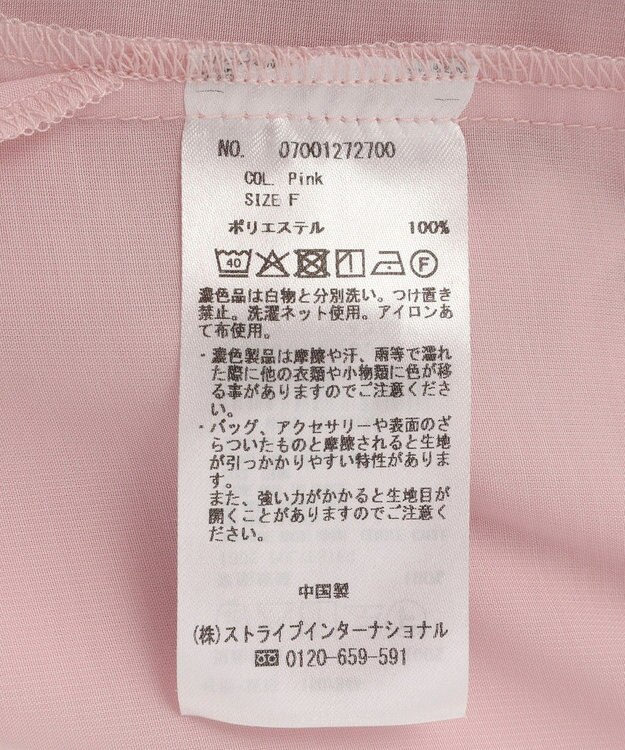 NO. 07001272700
COL. Pink
SIZE F
ポリエステル 100%
40 F
濃色品は白物と分別洗い。つけ置き
禁止。洗濯ネット使用。アイロンあ
て布使用。
・濃色製品は摩擦や汗、雨等で濡れ
た際に他の衣類や小物類に色が移
る事がありますのでご注意くださ
い。
・バッグ、アクセサリーや表面のざ
らついたものと摩擦されると生地
が引っかかりやすい特性がありま
す。
また、強い力がかかると生地目が
開くことがありますのでご注意く
ださい。
中国製
(株)ストライプインターナショナル
0120-659-591